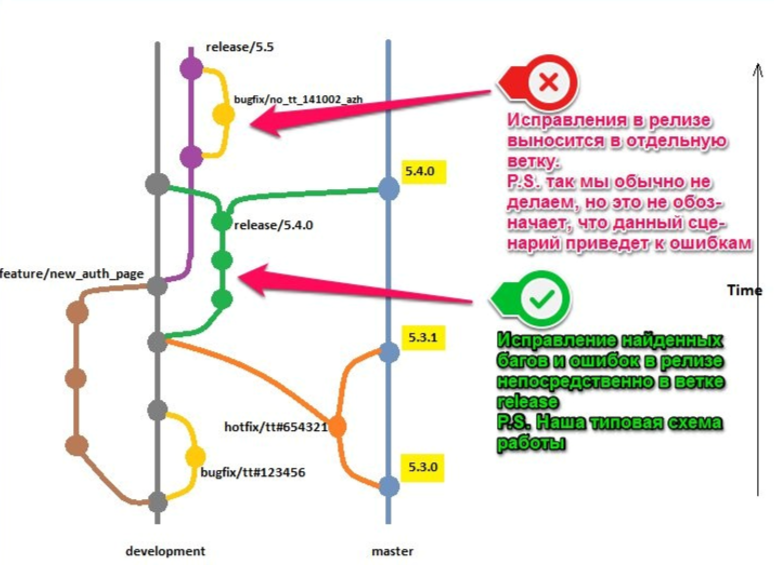 release/5.5
bugfix/no_tt_141002_azh
Исправления в релизе
выносится в отдельную
ветку.
P.S. так мы обычно не
делаем, но это не обоз-
начает, что данный сце-
нарий приведет к ошибкам
5.4.0
release/5.4.0
feature/new_auth_page
Time
5.3.1
Исправление найденных
багов и ошибок в релизе
непосредственно в ветке
release
P.S. Наша типовая схема
работы
hotfix/tt#654321
5.3.0
bugfix/tt#123456
development
master